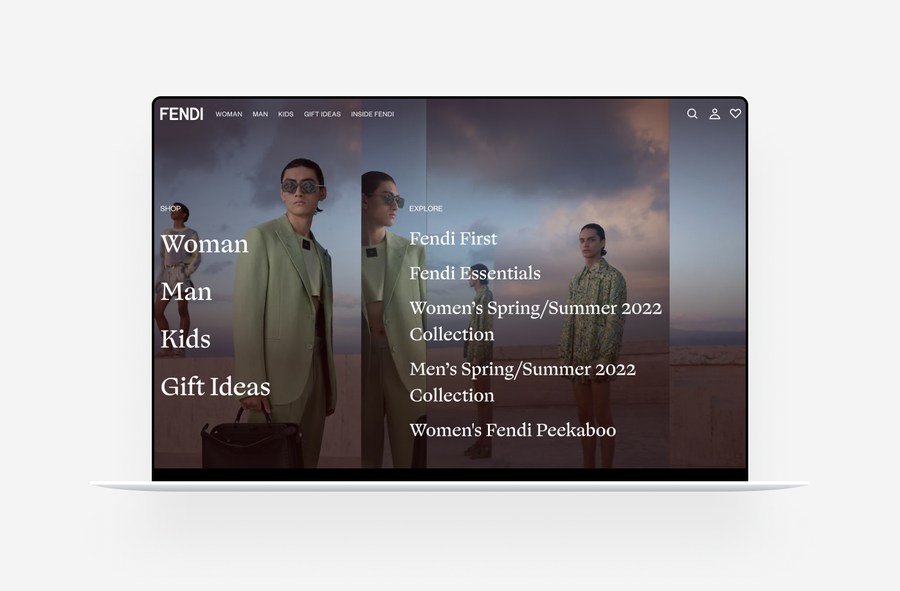 FENDI
WOMAN
MAN
KIDS
GIFT IDEAS
INSIDE FENDI
SHOP
Woman
Man
Kids
Gift Ideas
EXPLORE
Fendi First
Fendi Essentials
Women’s Spring/Summer 2022
Collection
Men’s Spring/Summer 2022
Collection
Women's Fendi Peekaboo